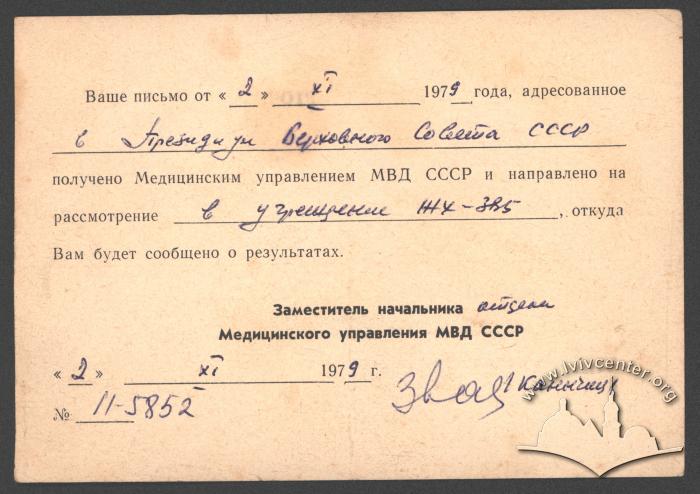 Ваше письмо от « 2 » XI 1979 года, адресованное
в Президиум Верховного Совета СССР
получено Медицинским управлением МВД СССР и направлено на
рассмотрение в учреждение ЖХ-385, откуда
Вам будет сообщено о результатах.
Заместитель начальника отдела
Медицинского управления МВД СССР
« 2 » XI 1979 г.
№ 11-5852
www.lvivcenter.org